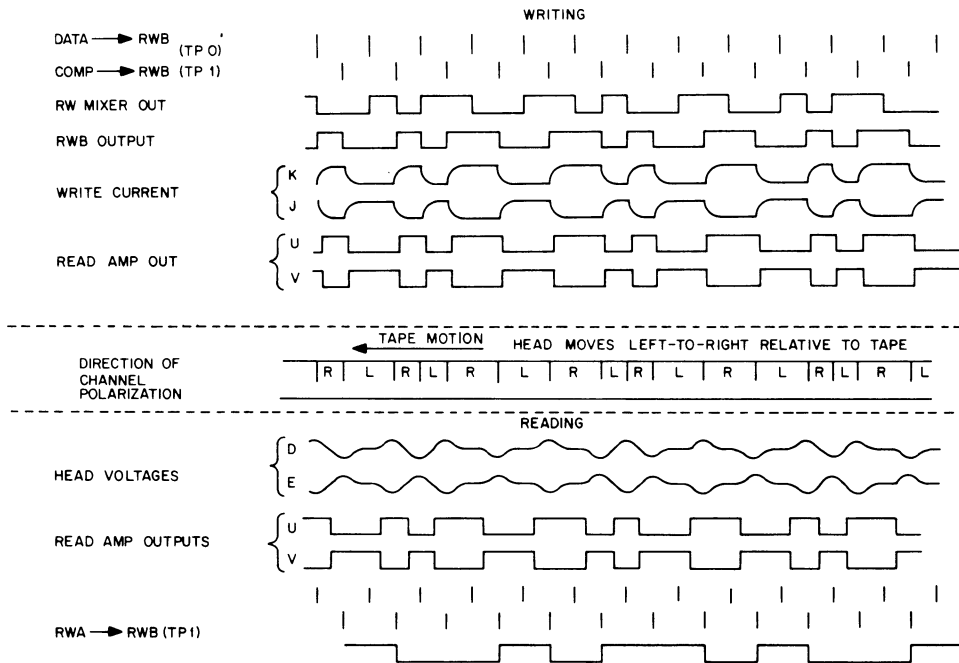 WRITING
DATA → RWB
(TP 0)
COMP → RWB (TP 1)
RW MIXER OUT
RWB OUTPUT
WRITE CURRENT
K
J
READ AMP OUT
U
V
TAPE MOTION HEAD MOVES LEFT-TO-RIGHT RELATIVE TO TAPE
DIRECTION OF
CHANNEL
POLARIZATION
R L R L R L R L R L R L R L R L
READING
HEAD VOLTAGES
D
E
READ AMP OUTPUTS
U
V
RWA → RWB (TP1)